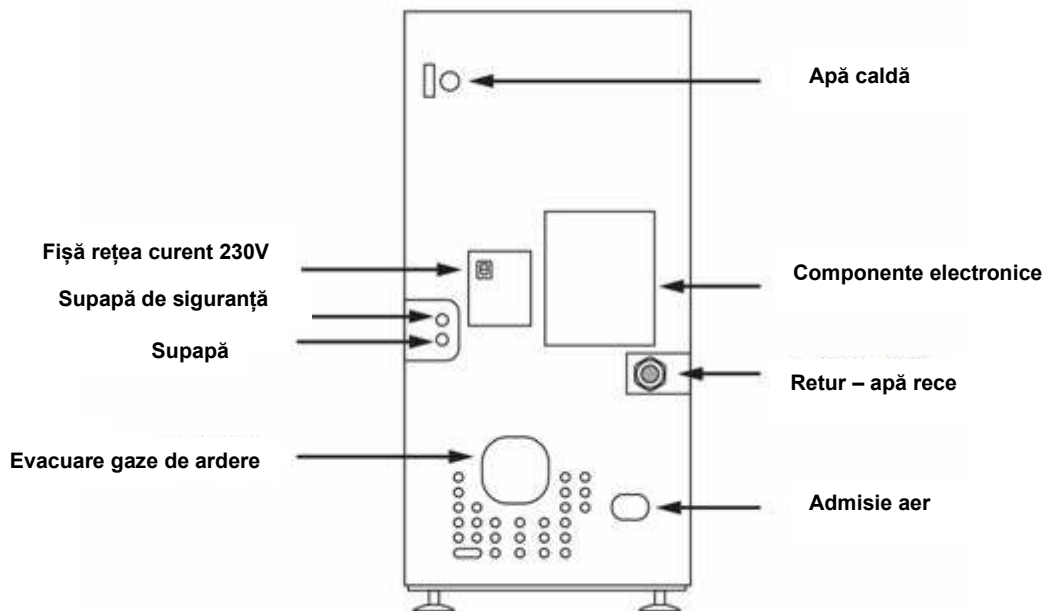 Apă caldă
Fișă rețea curent 230V
Componente electronice
Supapă de siguranță
Supapă
Retur – apă rece
Evacuare gaze de ardere
Admisie aer